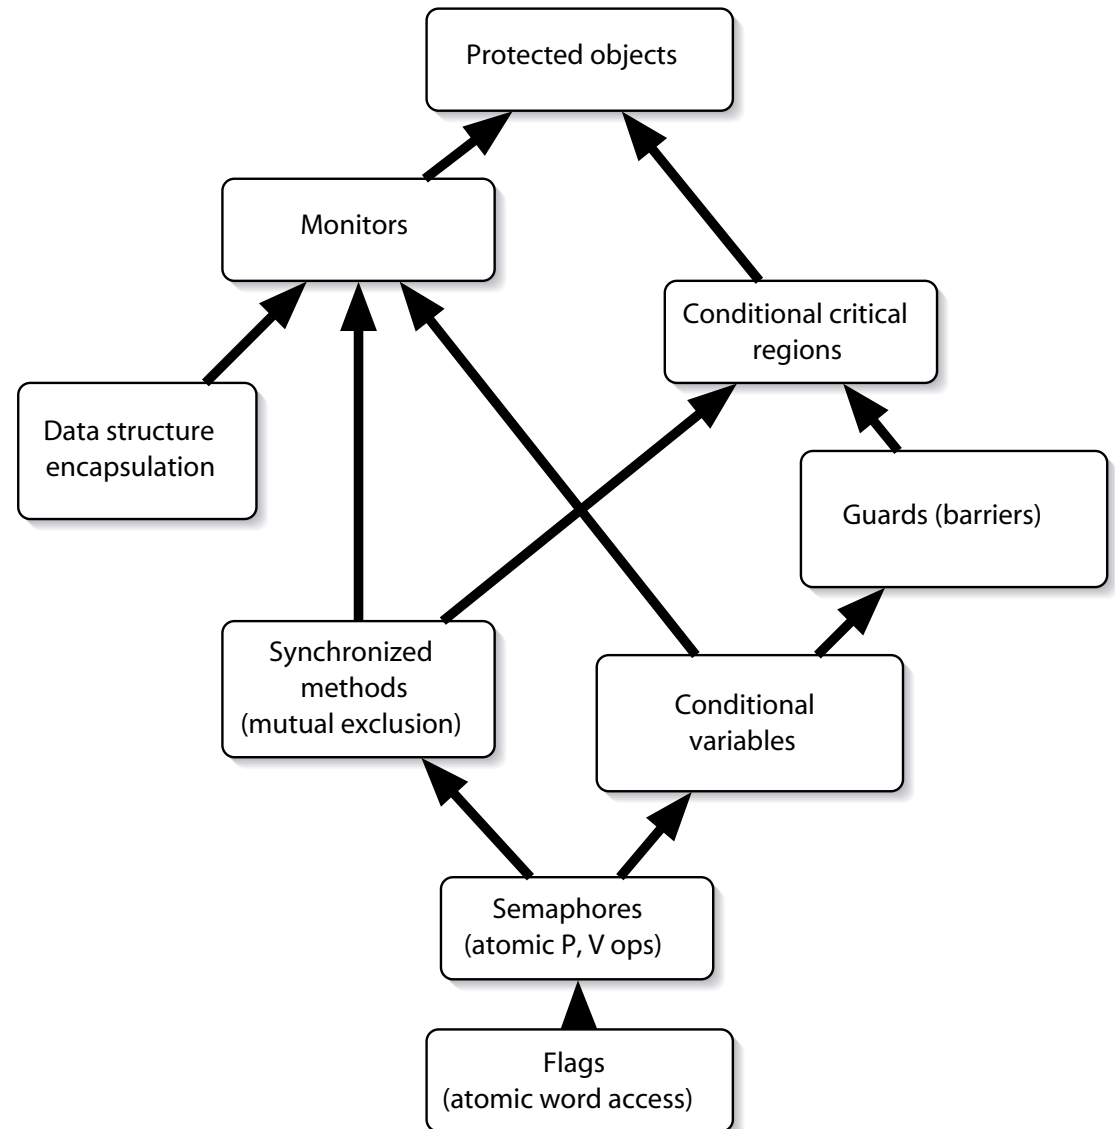 Protected objects
Monitors
Conditional critical
regions
Data structure
encapsulation
Guards (barriers)
Synchronized
methods
(mutual exclusion)
Conditional
variables
Semaphores
(atomic P, V ops)
Flags
(atomic word access)